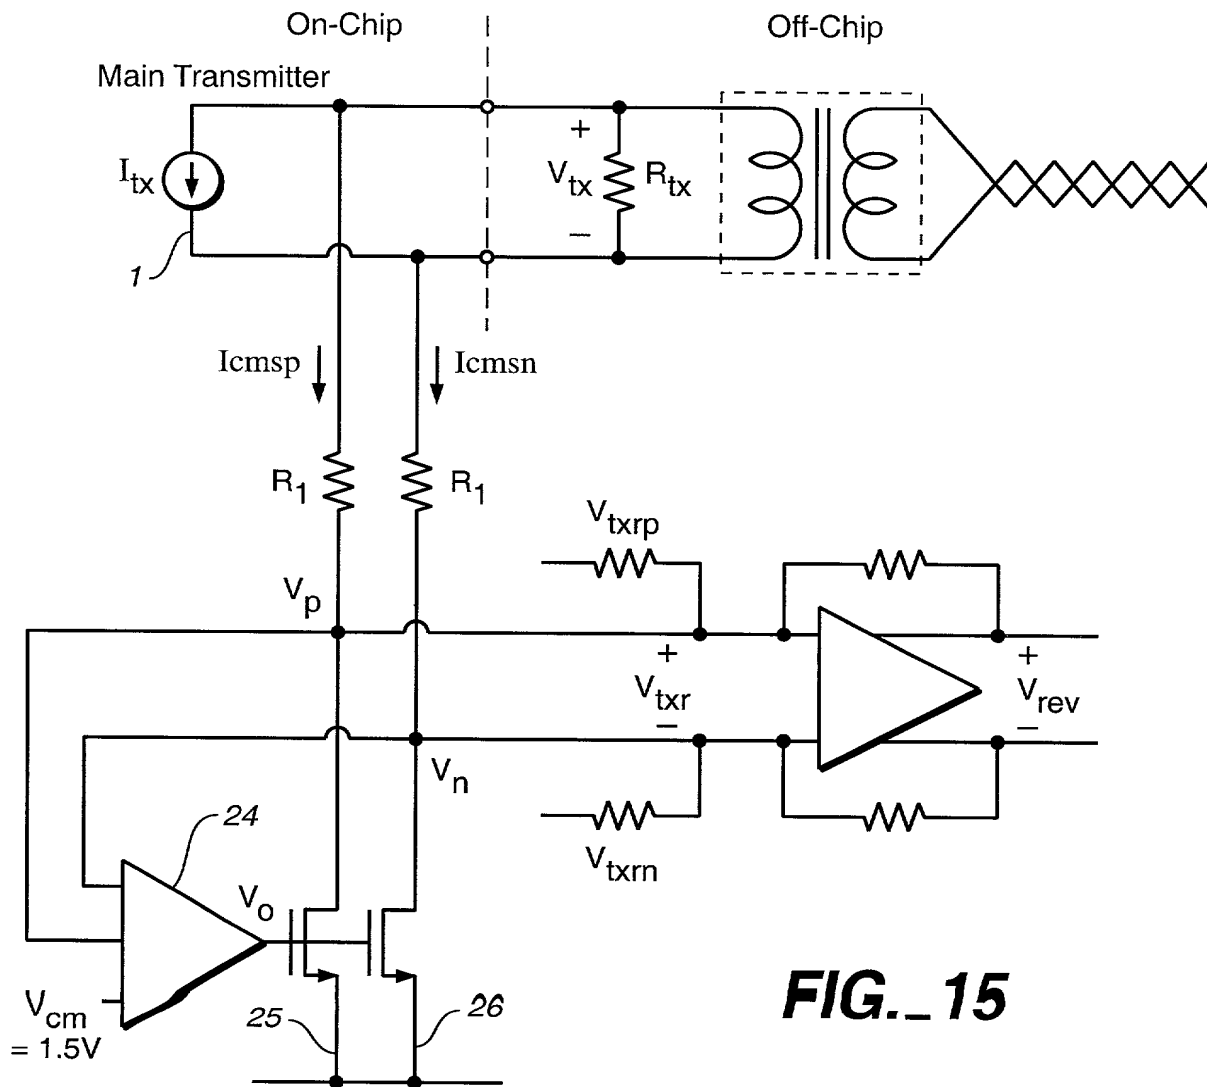 On-Chip
Off-Chip
Main Transmitter
Itx
+
Vtx
Rtx
−
1
Icmsp
Icmsn
R1
R1
Vtxrp
Vp
+
Vtxr
−
+
Vrev
−
Vn
24
Vo
Vtxrn
Vcm
= 1.5V
25
26
FIG._15